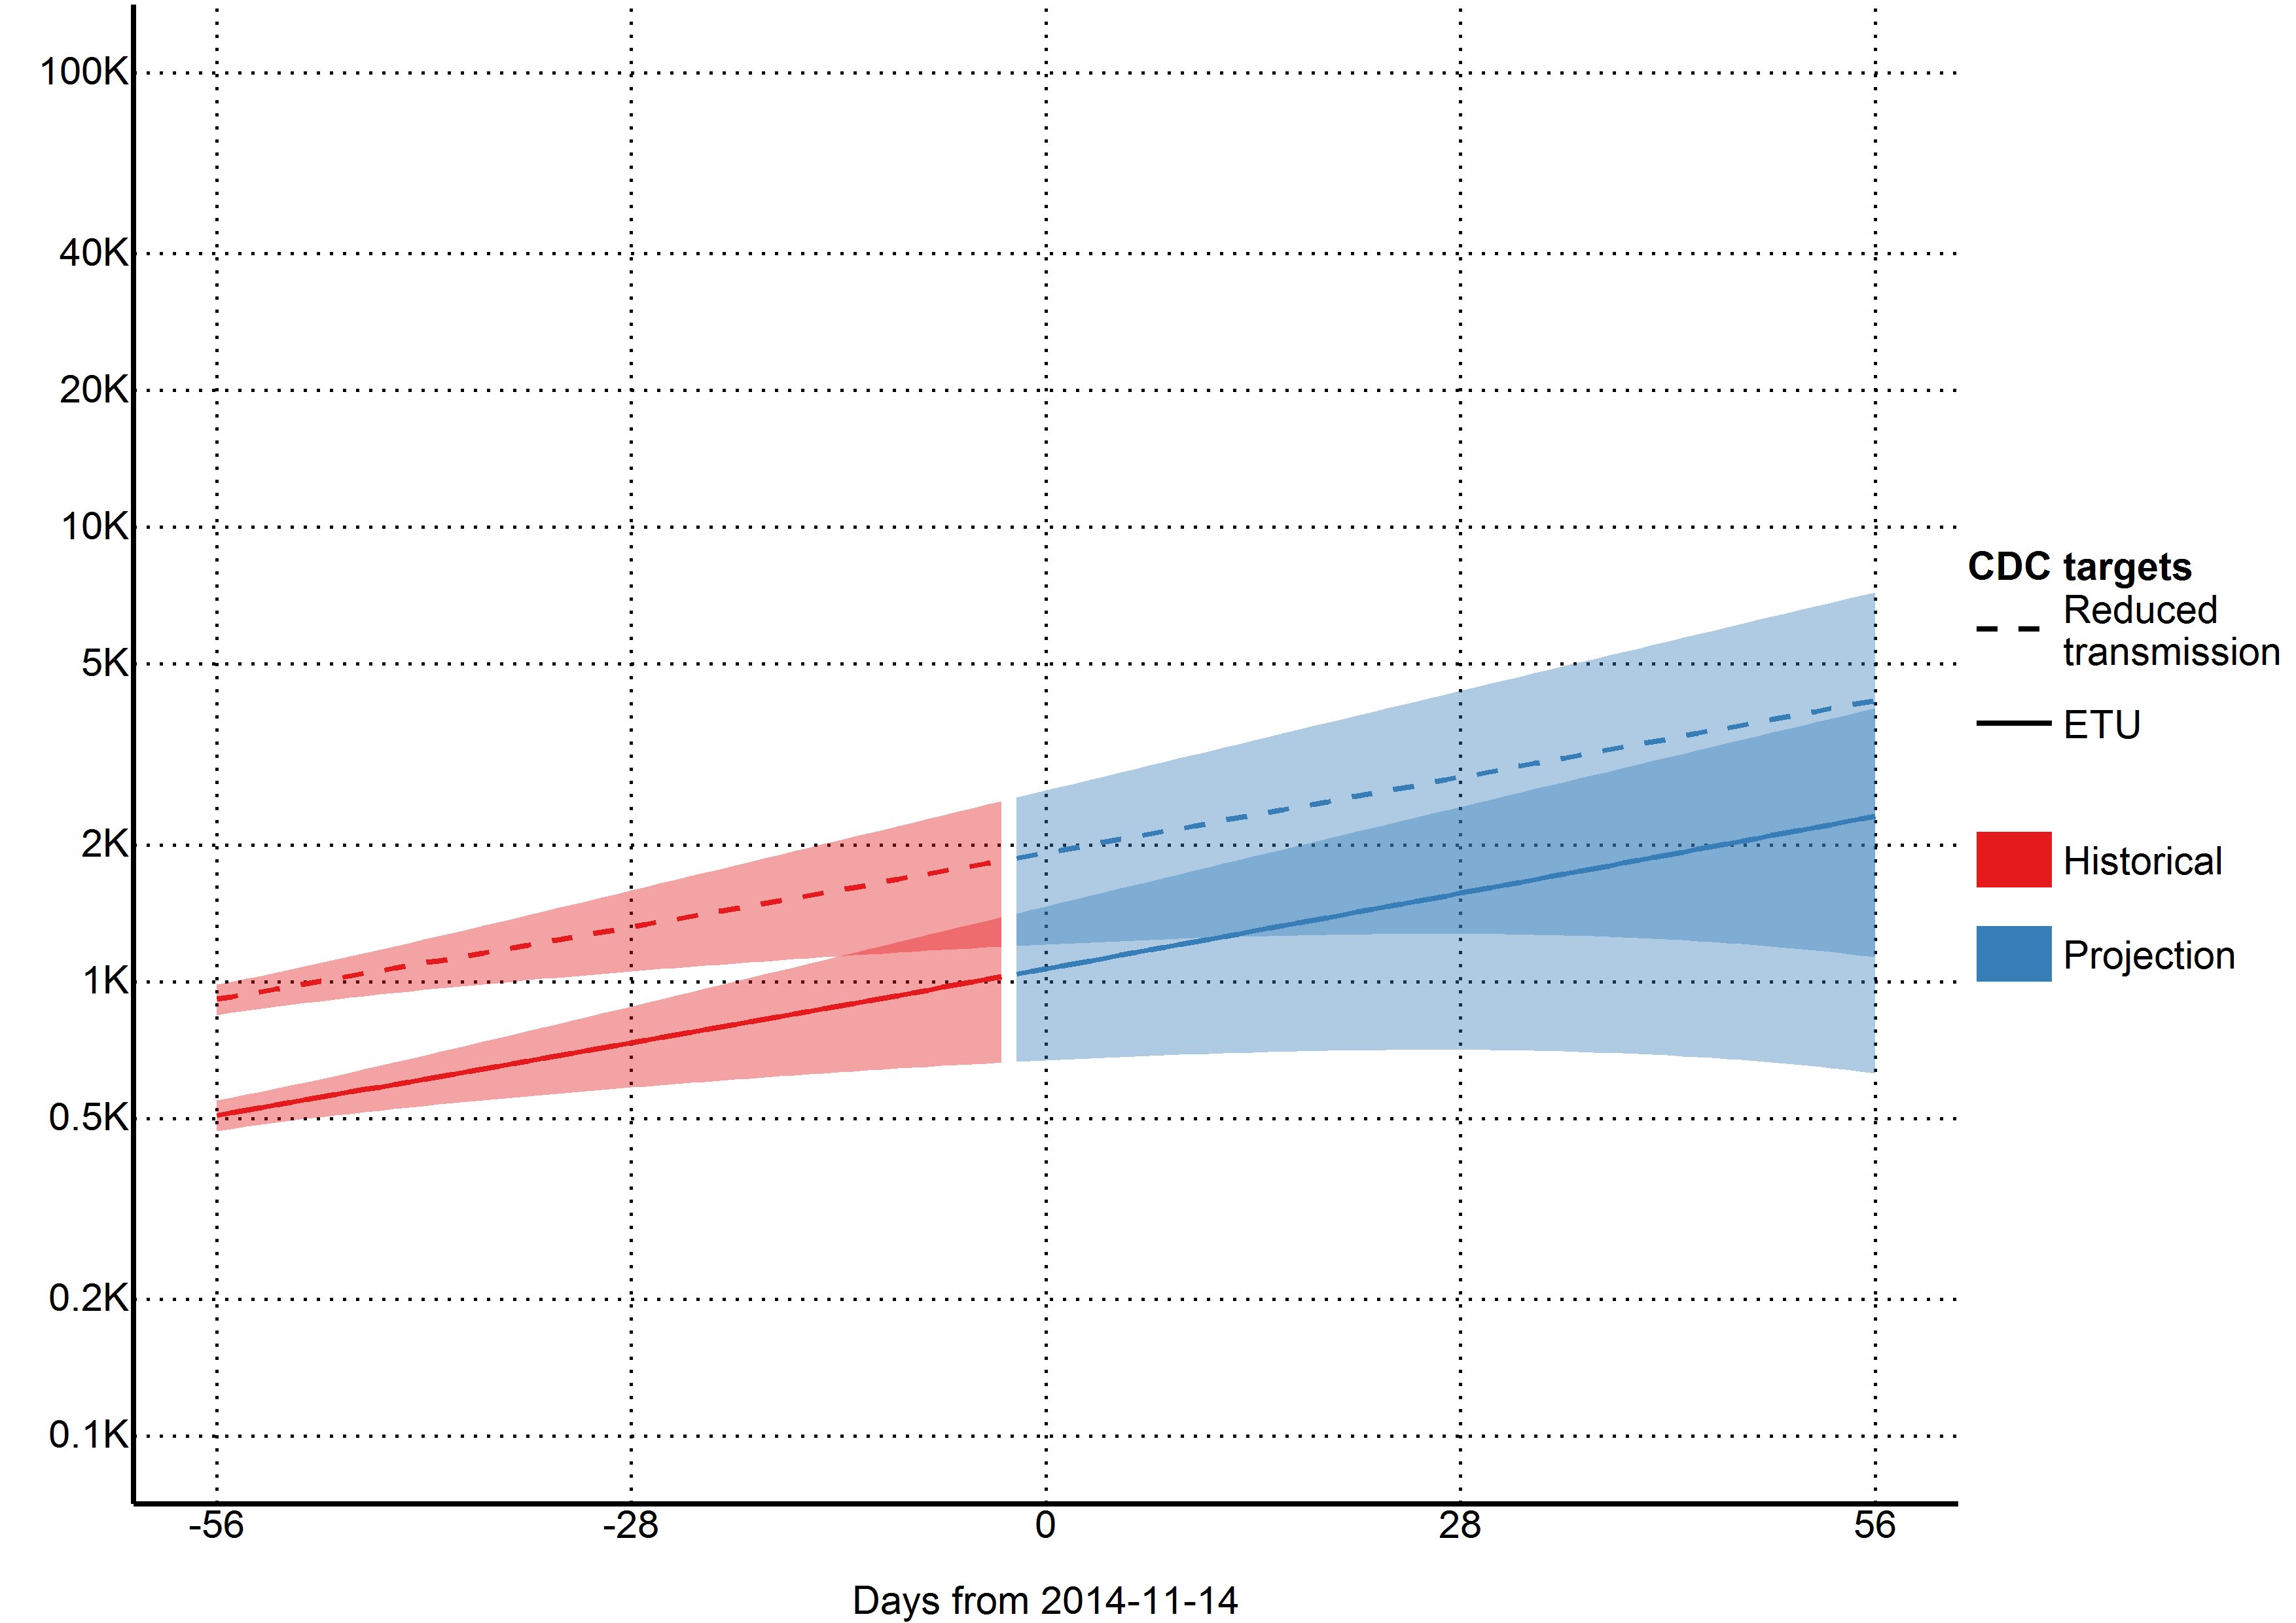 100K
40K
20K
10K
5K
2K
1K
0.5K
0.2K
0.1K
-56
-28
0
28
56
Days from 2014-11-14
CDC targets
Reduced
transmission
ETU
Historical
Projection